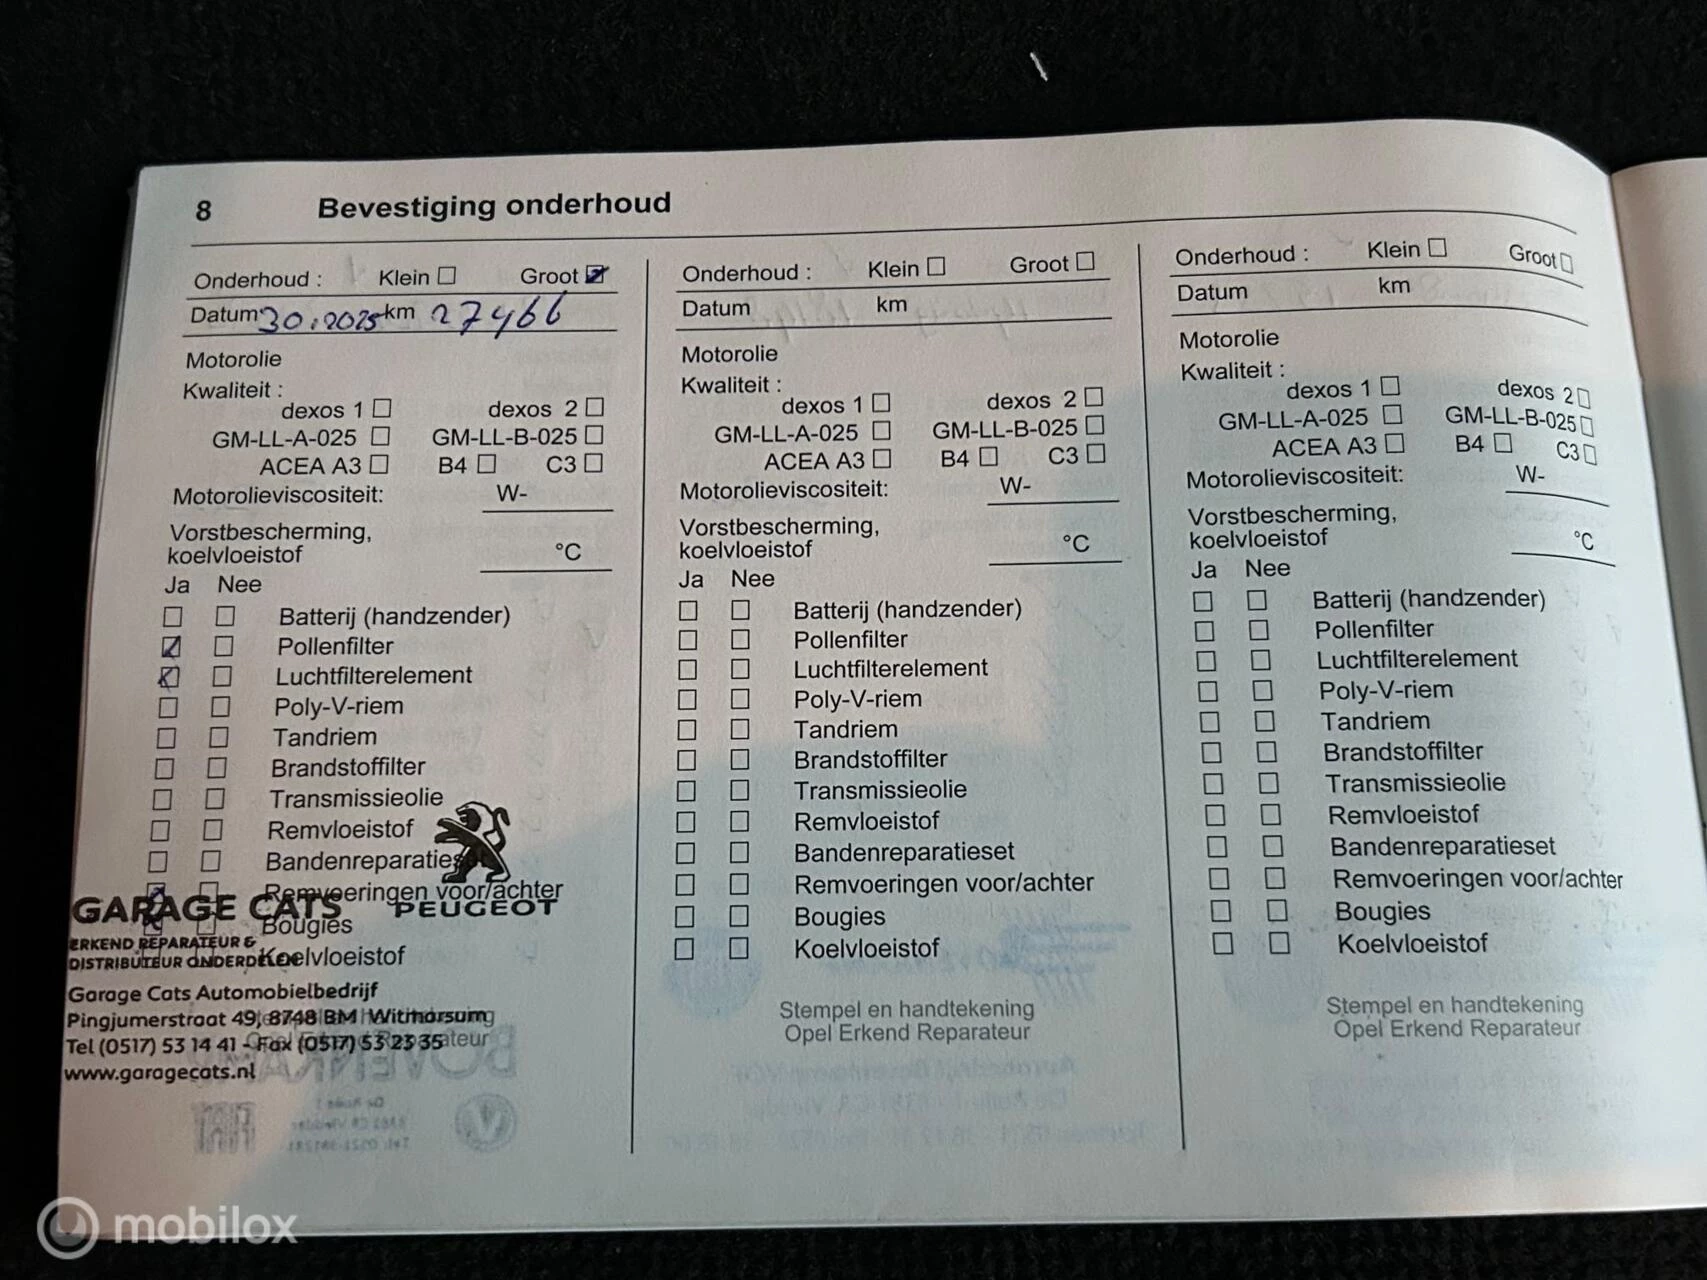 8 Bevestiging onderhoud
Onderhoud : Klein Groot
Datum 30.2025 km 27466
Motorolie
Kwaliteit :
dexos 1 dexos 2
GM-LL-A-025 GM-LL-B-025
ACEA A3 B4 C3
Motorolieviscositeit: W-
Vorstbescherming,
koelvloeistof °C
Ja Nee
Batterij (handzender)
Pollenfilter
Luchtfilterelement
Poly-V-riem
Tandriem
Brandstoffilter
Transmissieolie
Remvloeistof
Bandenreparatieset
Remvoeringen voor/achter
Bougies
Koelvloeistof
GARAGE CATS PEUGEOT
ERKEND REPARATEUR &
DISTRIBUTEUR ONDERDELEN
Garage Cats Automobielbedrijf
Pingjumerstraat 49, 8748 BM Witmarsum
Tel (0517) 53 14 41 - Fax (0517) 53 23 35
www.garagecats.nl
Onderhoud : Klein Groot
Datum km
Motorolie
Kwaliteit :
dexos 1 dexos 2
GM-LL-A-025 GM-LL-B-025
ACEA A3 B4 C3
Motorolieviscositeit: W-
Vorstbescherming,
koelvloeistof °C
Ja Nee
Batterij (handzender)
Pollenfilter
Luchtfilterelement
Poly-V-riem
Tandriem
Brandstoffilter
Transmissieolie
Remvloeistof
Bandenreparatieset
Remvoeringen voor/achter
Bougies
Koelvloeistof
Stempel en handtekening
Opel Erkend Reparateur
Onderhoud : Klein Groot
Datum km
Motorolie
Kwaliteit :
dexos 1 dexos 2
GM-LL-A-025 GM-LL-B-025
ACEA A3 B4 C3
Motorolieviscositeit: W-
Vorstbescherming,
koelvloeistof °C
Ja Nee
Batterij (handzender)
Pollenfilter
Luchtfilterelement
Poly-V-riem
Tandriem
Brandstoffilter
Transmissieolie
Remvloeistof
Bandenreparatieset
Remvoeringen voor/achter
Bougies
Koelvloeistof
Stempel en handtekening
Opel Erkend Reparateur
mobilox